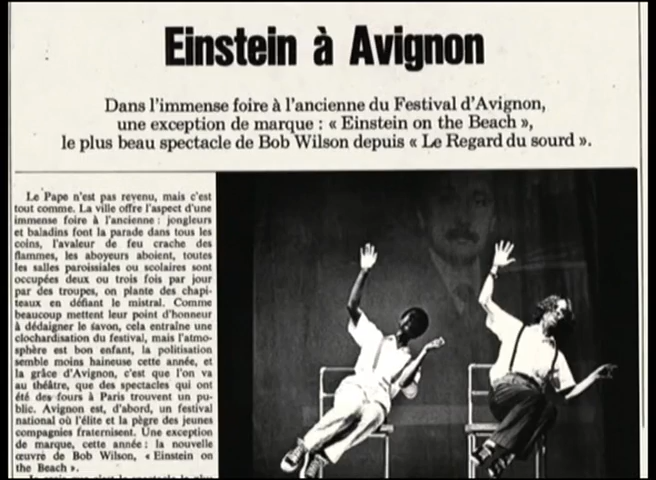 Einstein à Avignon
Dans l'immense foire à l'ancienne du Festival d'Avignon,
une exception de marque : « Einstein on the Beach »,
le plus beau spectacle de Bob Wilson depuis « Le Regard du sourd ».
Le Pape n'est pas revenu, mais c'est
tout comme. La ville offre l'aspect d'une
immense foire à l'ancienne : jongleurs
et baladins font la parade dans tous les
coins, l'avaleur de feu crache des
flammes, les aboyeurs aboient, toutes
les salles paroissiales ou scolaires sont
occupées deux ou trois fois par jour
par des troupes, on plante des chapi-
teaux en défiant le mistral. Comme
beaucoup mettent leur point d'honneur
à dédaigner le savon, cela entraîne une
clochardisation du festival, mais l'atmo-
sphère est bon enfant, la politisation
semble moins haineuse cette année, et
la grâce d'Avignon, c'est que l'on va
au théâtre, que des spectacles qui ont
été des fours à Paris trouvent un pu-
blic. Avignon est, d'abord, un festival
national où l'élite et la pègre des jeunes
compagnies fraternisent. Une exception
de marque, cette année : la nouvelle
œuvre de Bob Wilson, « Einstein on
the Beach ».